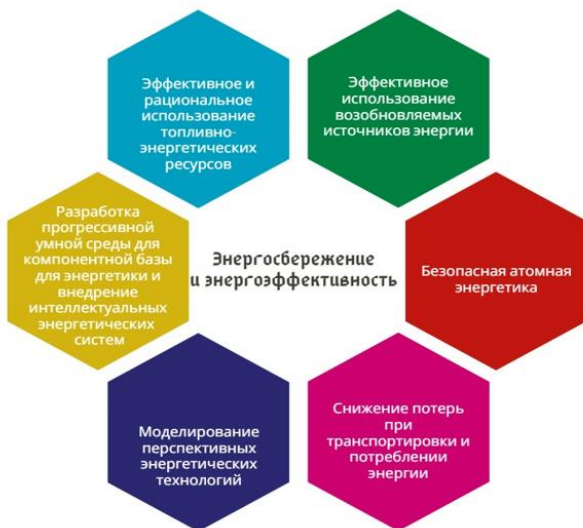 Эффективное и
рациональное
использование
топливно-
энергетических
ресурсов
Эффективное
использование
возобновляемых
источников энергии
Разработка
прогрессивной
умной среды для
компонентной базы
для энергетики и
внедрение
интеллектуальных
энергетических
систем
Энергосбережение
и энергоэффективность
Безопасная атомная
энергетика
Моделирование
перспективных
энергетических
технологий
Снижение потерь
при
транспортировки и
потреблении
энергии